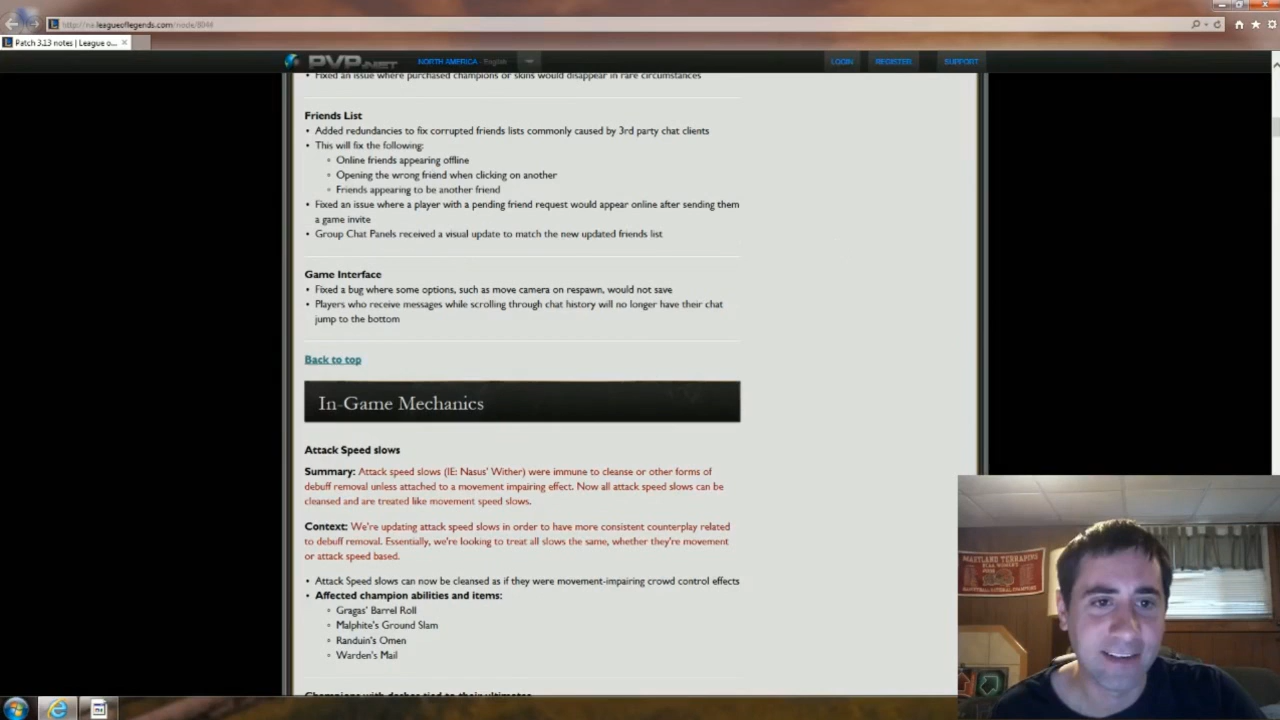 http://na.leagueoflegends.com/node/8044
Patch 3.13 notes | League o...
PVP.NET NORTH AMERICA - English LOGIN REGISTER SUPPORT
• Fixed an issue where purchased champions or skins would disappear in rare circumstances
Friends List
• Added redundancies to fix corrupted friends lists commonly caused by 3rd party chat clients
• This will fix the following:
◦ Online friends appearing offline
◦ Opening the wrong friend when clicking on another
◦ Friends appearing to be another friend
• Fixed an issue where a player with a pending friend request would appear online after sending them
a game invite
• Group Chat Panels received a visual update to match the new updated friends list
Game Interface
• Fixed a bug where some options, such as move camera on respawn, would not save
• Players who receive messages while scrolling through chat history will no longer have their chat
jump to the bottom
Back to top
In-Game Mechanics
Attack Speed slows
Summary: Attack speed slows (IE: Nasus' Wither) were immune to cleanse or other forms of
debuff removal unless attached to a movement impairing effect. Now all attack speed slows can be
cleansed and are treated like movement speed slows.
Context: We're updating attack speed slows in order to have more consistent counterplay related
to debuff removal. Essentially, we're looking to treat all slows the same, whether they're movement
or attack speed based.
• Attack Speed slows can now be cleansed as if they were movement-impairing crowd control effects
• Affected champion abilities and items:
◦ Gragas' Barrel Roll
◦ Malphite's Ground Slam
◦ Randuin's Omen
◦ Warden's Mail
Champions with dashes tied to their ultimates
MARYLAND TERRAPINS